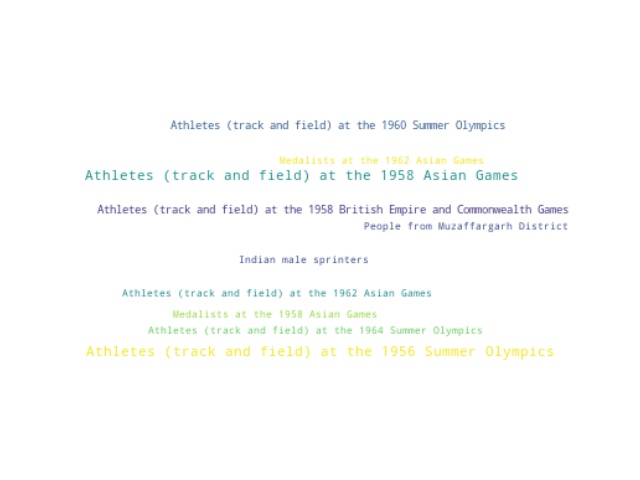 Athletes (track and field) at the 1960 Summer Olympics
Medalists at the 1962 Asian Games
Athletes (track and field) at the 1958 Asian Games
Athletes (track and field) at the 1958 British Empire and Commonwealth Games
People from Muzaffargarh District
Indian male sprinters
Athletes (track and field) at the 1962 Asian Games
Medalists at the 1958 Asian Games
Athletes (track and field) at the 1964 Summer Olympics
Athletes (track and field) at the 1956 Summer Olympics